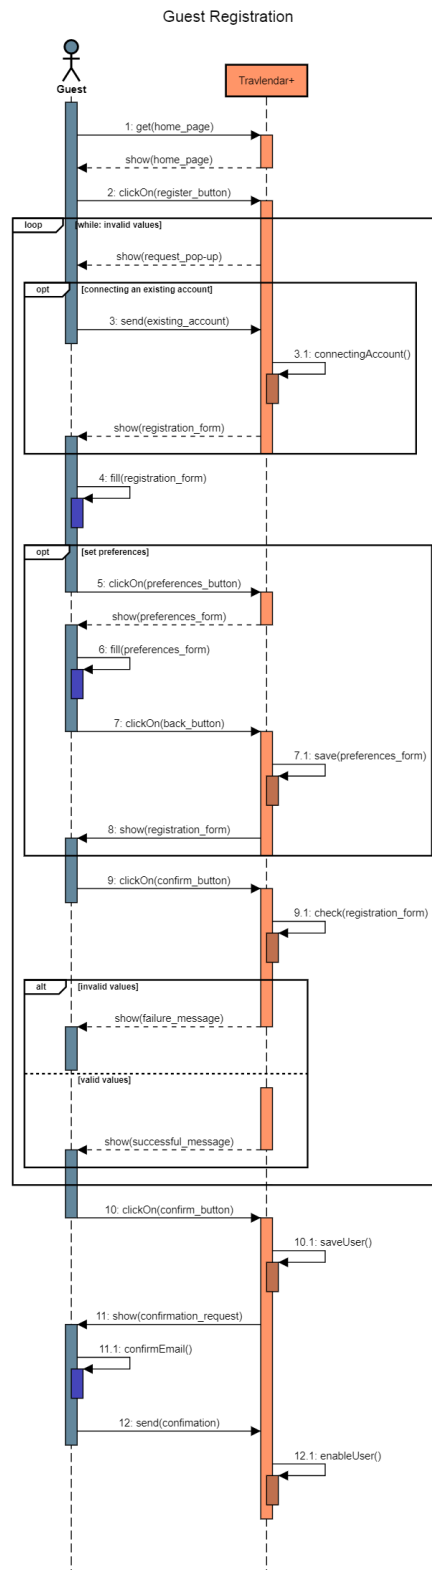 Guest Registration
Travlendar+
Guest
1: get(home_page)
show(home_page)
2: clickOn(register_button)
loop [while: invalid values]
show(request_pop-up)
opt [connecting an existing account]
3: send(existing_account)
3.1: connectingAccount()
show(registration_form)
4: fill(registration_form)
opt [set preferences]
5: clickOn(preferences_button)
show(preferences_form)
6: fill(preferences_form)
7: clickOn(back_button)
7.1: save(preferences_form)
8: show(registration_form)
9: clickOn(confirm_button)
9.1: check(registration_form)
alt [invalid values]
show(failure_message)
[valid values]
show(successful_message)
10: clickOn(confirm_button)
10.1: saveUser()
11: show(confirmation_request)
11.1: confirmEmail()
12: send(confimation)
12.1: enableUser()